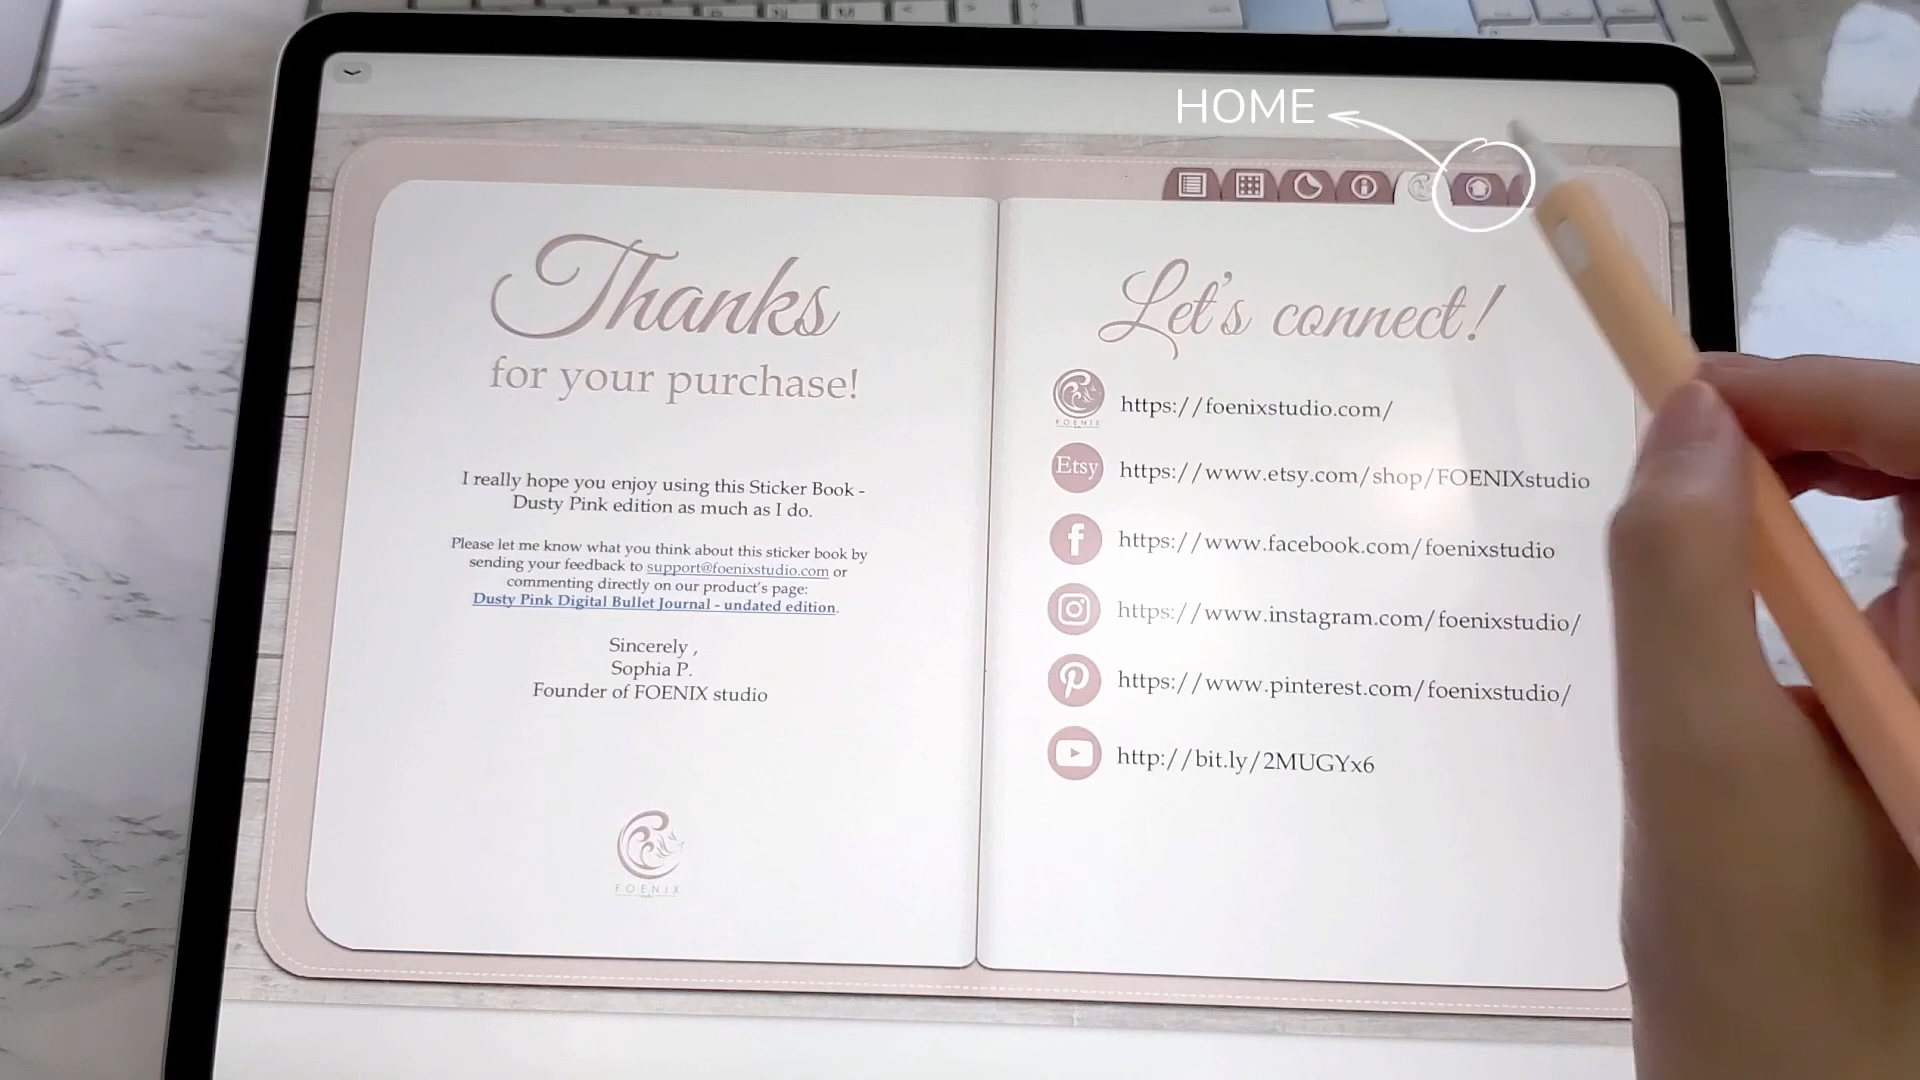 HOME
Thanks
for your purchase!
I really hope you enjoy using this Sticker Book -
Dusty Pink edition as much as I do.
Please let me know what you think about this sticker book by
sending your feedback to support@foenixstudio.com or
commenting directly on our product's page:
Dusty Pink Digital Bullet Journal - undated edition.
Sincerely ,
Sophia P.
Founder of FOENIX studio
FOENIX
Let's connect!
FOENIX
https://foenixstudio.com/
Etsy
https://www.etsy.com/shop/FOENIXstudio
https://www.facebook.com/foenixstudio
https://www.instagram.com/foenixstudio/
https://www.pinterest.com/foenixstudio/
http://bit.ly/2MUGYx6